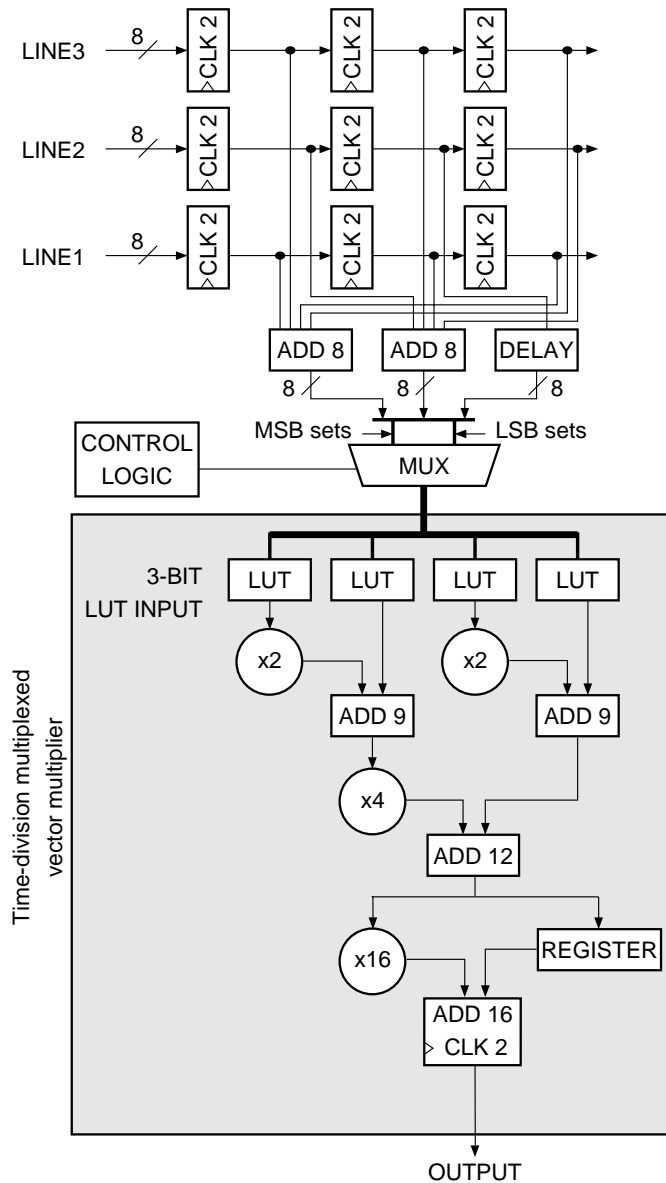 LINE3
8
CLK 2
CLK 2
CLK 2
LINE2
8
CLK 2
CLK 2
CLK 2
LINE1
8
CLK 2
CLK 2
CLK 2
ADD 8
ADD 8
DELAY
8
8
8
MSB sets
LSB sets
CONTROL
LOGIC
MUX
3-BIT
LUT INPUT
LUT
LUT
LUT
LUT
x2
x2
ADD 9
ADD 9
Time-division multiplexed
vector multiplier
x4
ADD 12
x16
REGISTER
ADD 16
CLK 2
OUTPUT